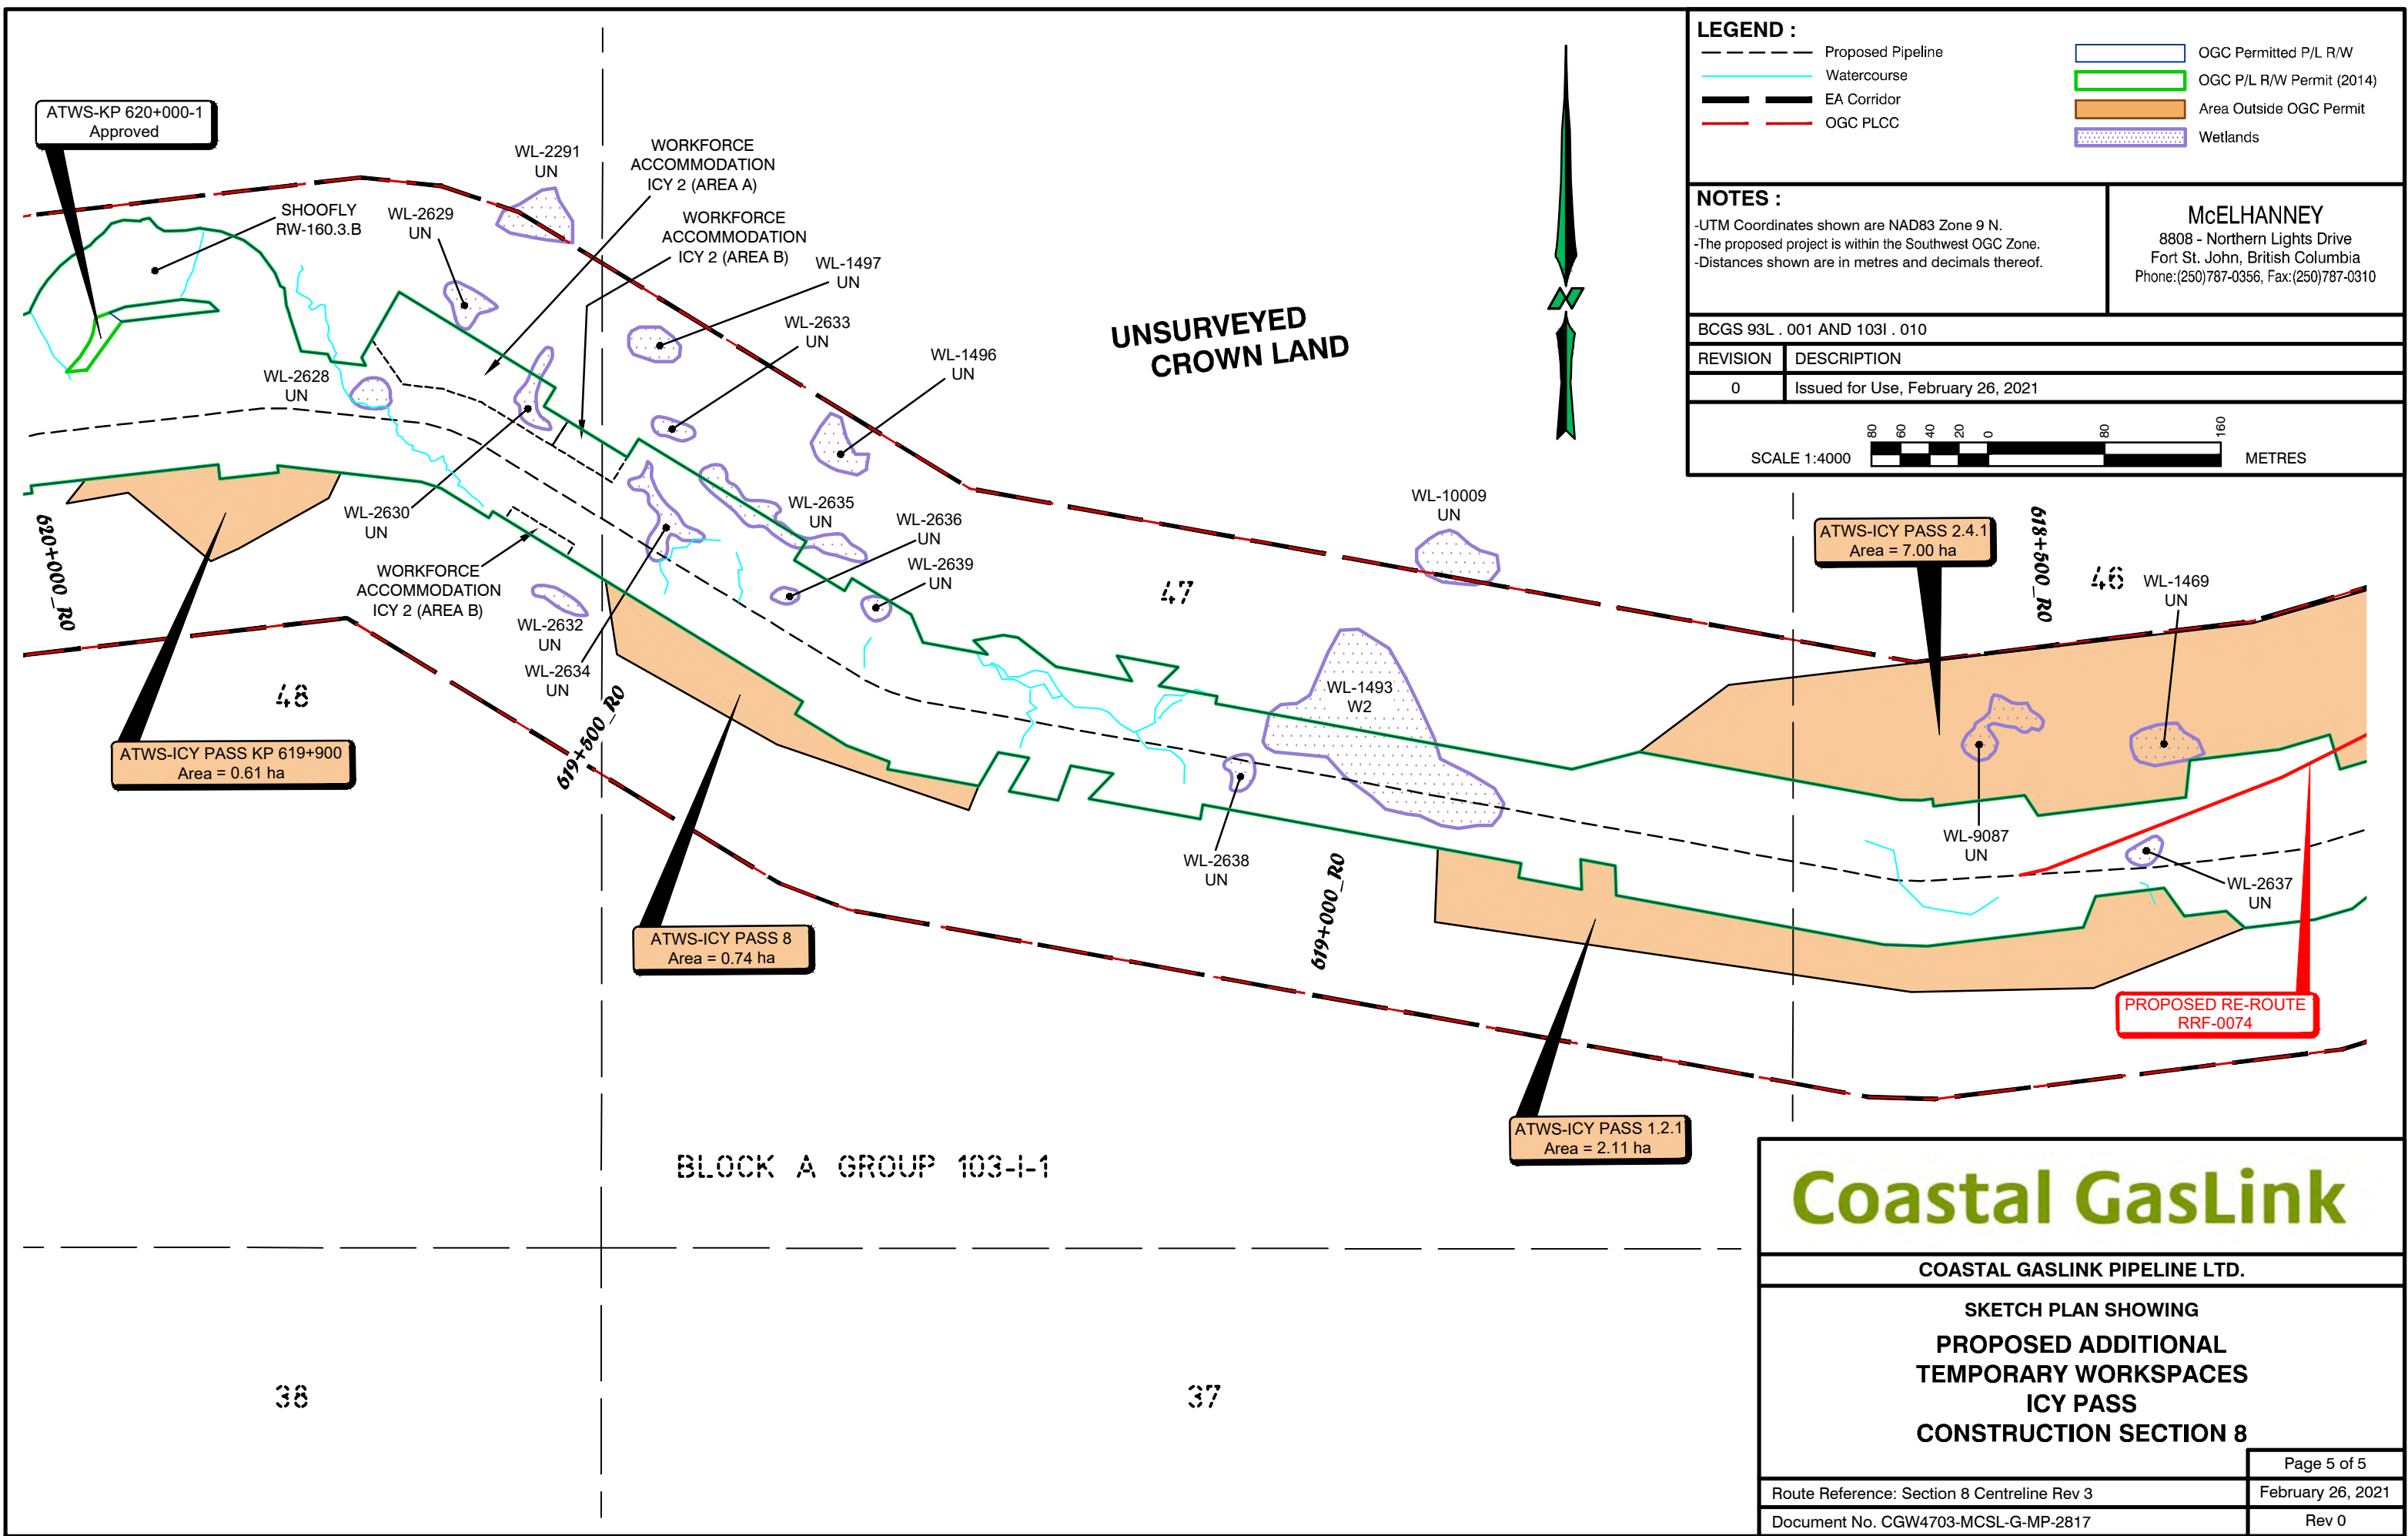 LEGEND :
Proposed Pipeline
Watercourse
EA Corridor
OGC PLCC
OGC Permitted P/L R/W
OGC P/L R/W Permit (2014)
Area Outside OGC Permit
Wetlands
NOTES :
-UTM Coordinates shown are NAD83 Zone 9 N.
-The proposed project is within the Southwest OGC Zone.
-Distances shown are in metres and decimals thereof.
McELHANNEY
8808 - Northern Lights Drive
Fort St. John, British Columbia
Phone:(250)787-0356, Fax:(250)787-0310
BCGS 93L . 001 AND 103I . 010
REVISION DESCRIPTION
0 Issued for Use, February 26, 2021
80 60 40 20 0 80 160
SCALE 1:4000 METRES
ATWS-KP 620+000-1
Approved
SHOOFLY
RW-160.3.B
WL-2629
UN
WL-2291
UN
WORKFORCE
ACCOMMODATION
ICY 2 (AREA A)
WORKFORCE
ACCOMMODATION
ICY 2 (AREA B)
WL-1497
UN
WL-2633
UN
WL-1496
UN
UNSURVEYED
CROWN LAND
N
WL-2628
UN
WL-2630
UN
WL-2635
UN
WL-2636
UN
WL-2639
UN
WL-10009
UN
ATWS-ICY PASS 2.4.1
Area = 7.00 ha
618+500_R0
46
WL-1469
UN
620+000_R0
WORKFORCE
ACCOMMODATION
ICY 2 (AREA B)
WL-2632
UN
WL-2634
UN
47
48
619+500_R0
WL-1493
W2
ATWS-ICY PASS KP 619+900
Area = 0.61 ha
WL-2638
UN
619+000_R0
WL-9087
UN
WL-2637
UN
ATWS-ICY PASS 8
Area = 0.74 ha
PROPOSED RE-ROUTE
RRF-0074
ATWS-ICY PASS 1.2.1
Area = 2.11 ha
BLOCK A GROUP 103-I-1
38
37
Coastal GasLink
COASTAL GASLINK PIPELINE LTD.
SKETCH PLAN SHOWING
PROPOSED ADDITIONAL
TEMPORARY WORKSPACES
ICY PASS
CONSTRUCTION SECTION 8
Page 5 of 5
Route Reference: Section 8 Centreline Rev 3
February 26, 2021
Document No. CGW4703-MCSL-G-MP-2817
Rev 0